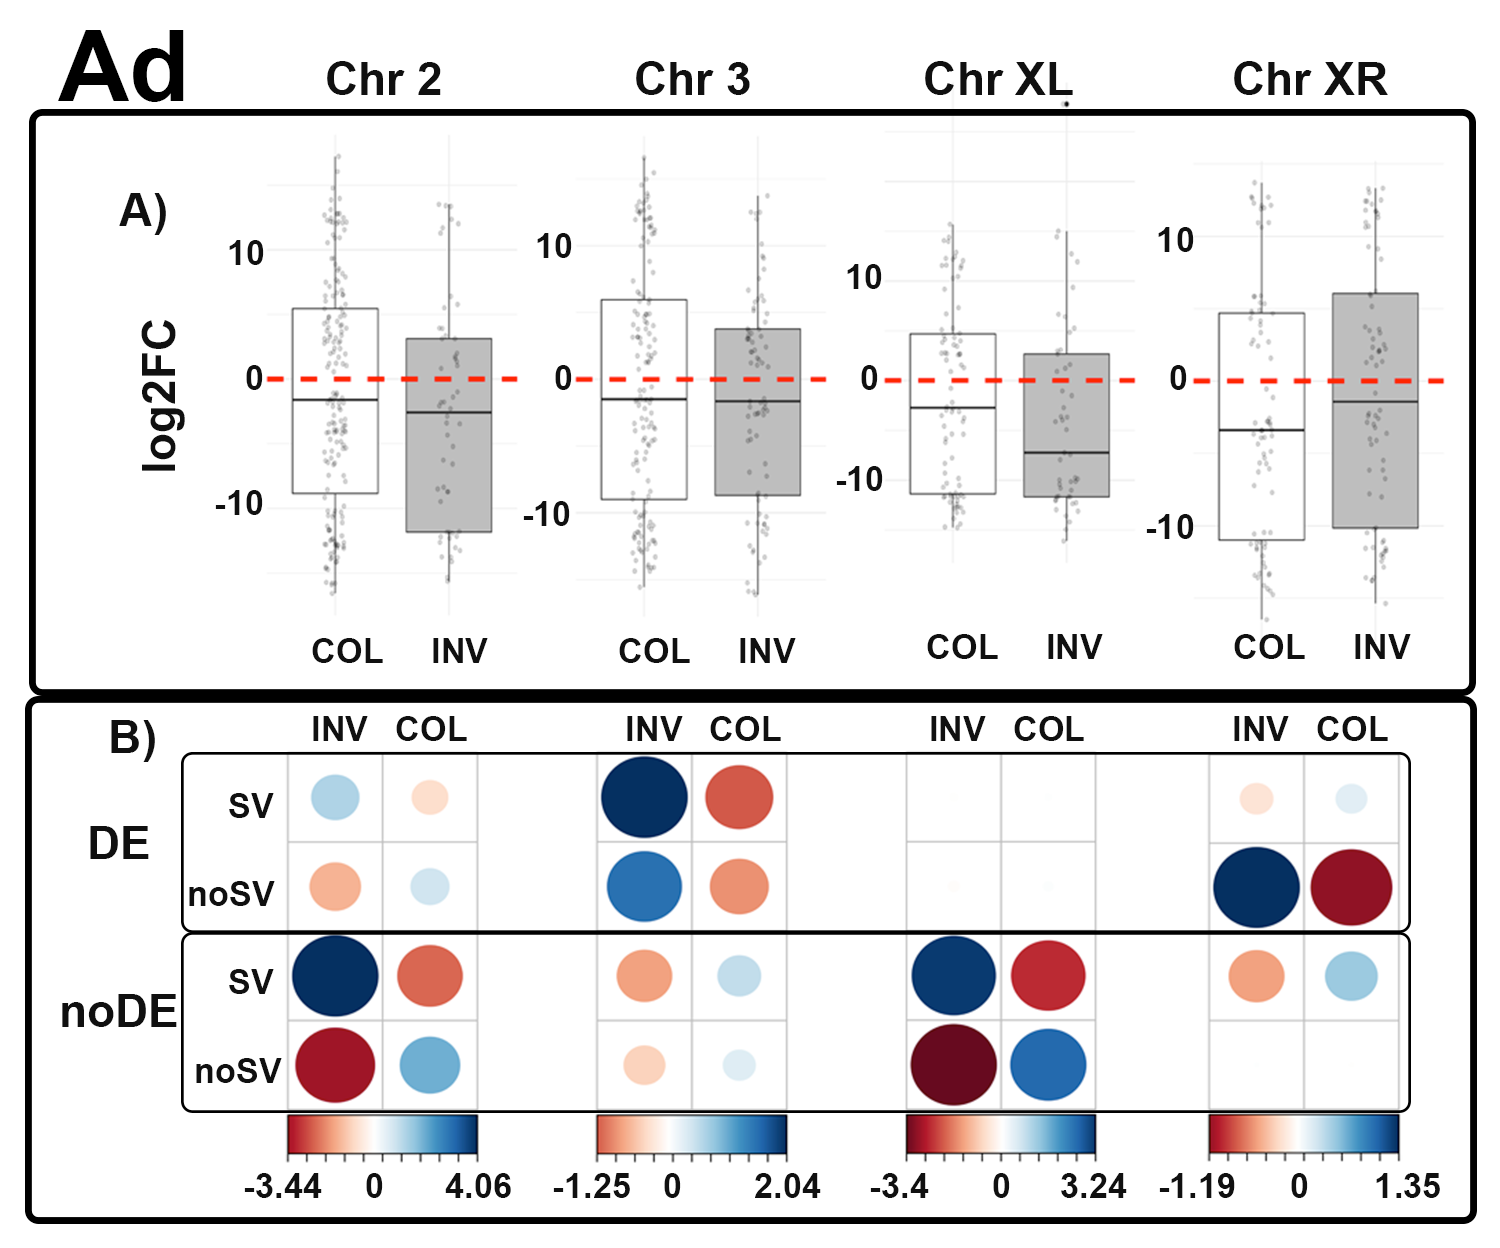 Ad
Chr 2 Chr 3 Chr XL Chr XR
A)
log2FC
10 10 10 10
0 0 0 0
-10 -10 -10 -10
COL INV COL INV COL INV COL INV
B)
INV COL INV COL INV COL INV COL
DE
SV
noSV
noDE
SV
noSV
-3.44 0 4.06 -1.25 0 2.04 -3.4 0 3.24 -1.19 0 1.35